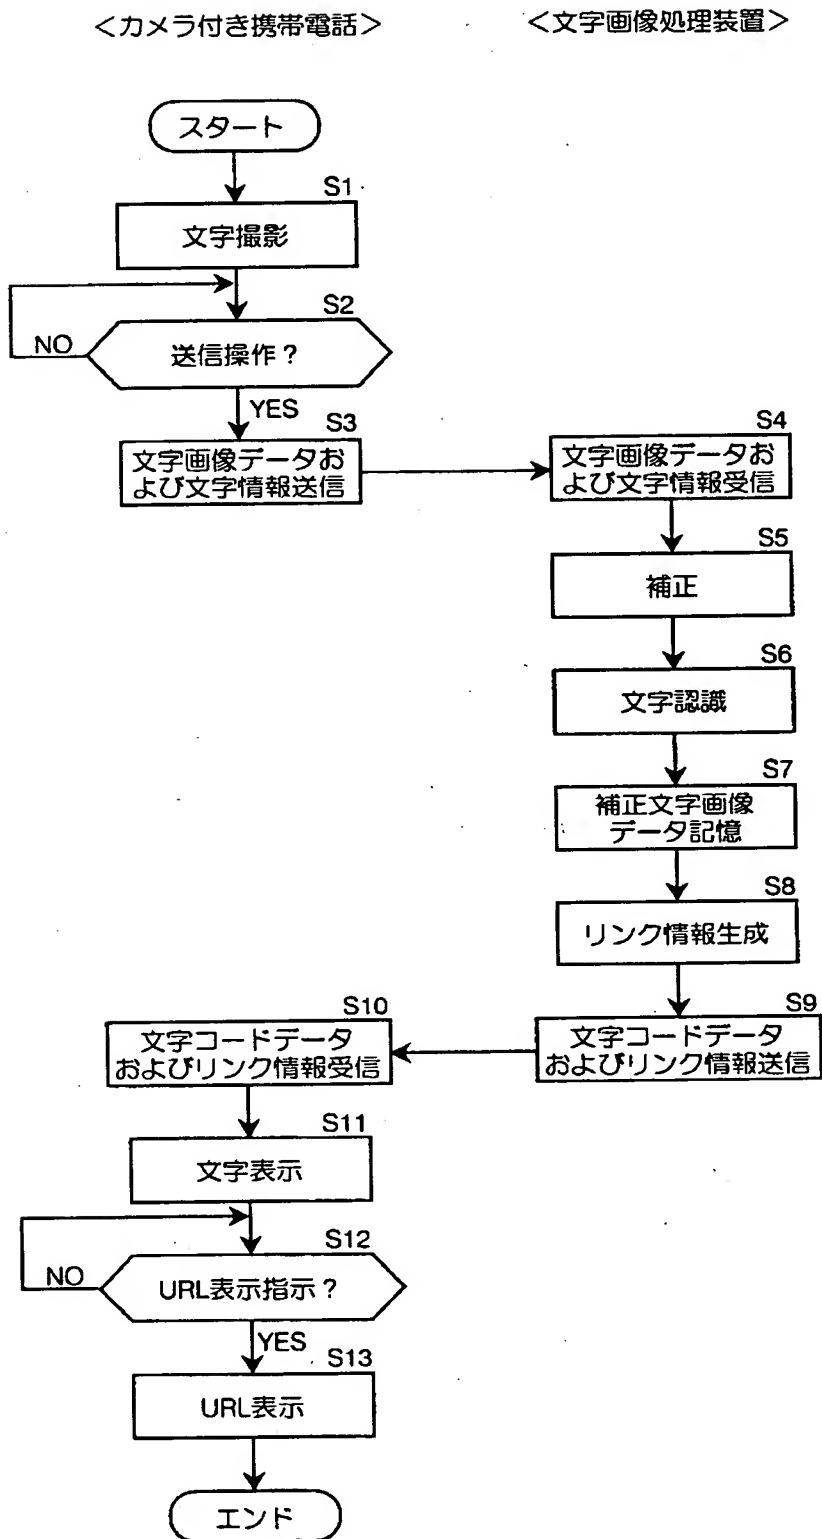 <カメラ付き携帯電話>
<文字画像処理装置>
スタート
S1
文字撮影
S2
送信操作?
NO
YES
S3
文字画像データお
よび文字情報送信
S4
文字画像データお
よび文字情報受信
S5
補正
S6
文字認識
S7
補正文字画像
データ記憶
S8
リンク情報生成
S9
文字コードデータ
およびリンク情報送信
S10
文字コードデータ
およびリンク情報受信
S11
文字表示
S12
URL表示指示?
NO
YES
S13
URL表示
エンド